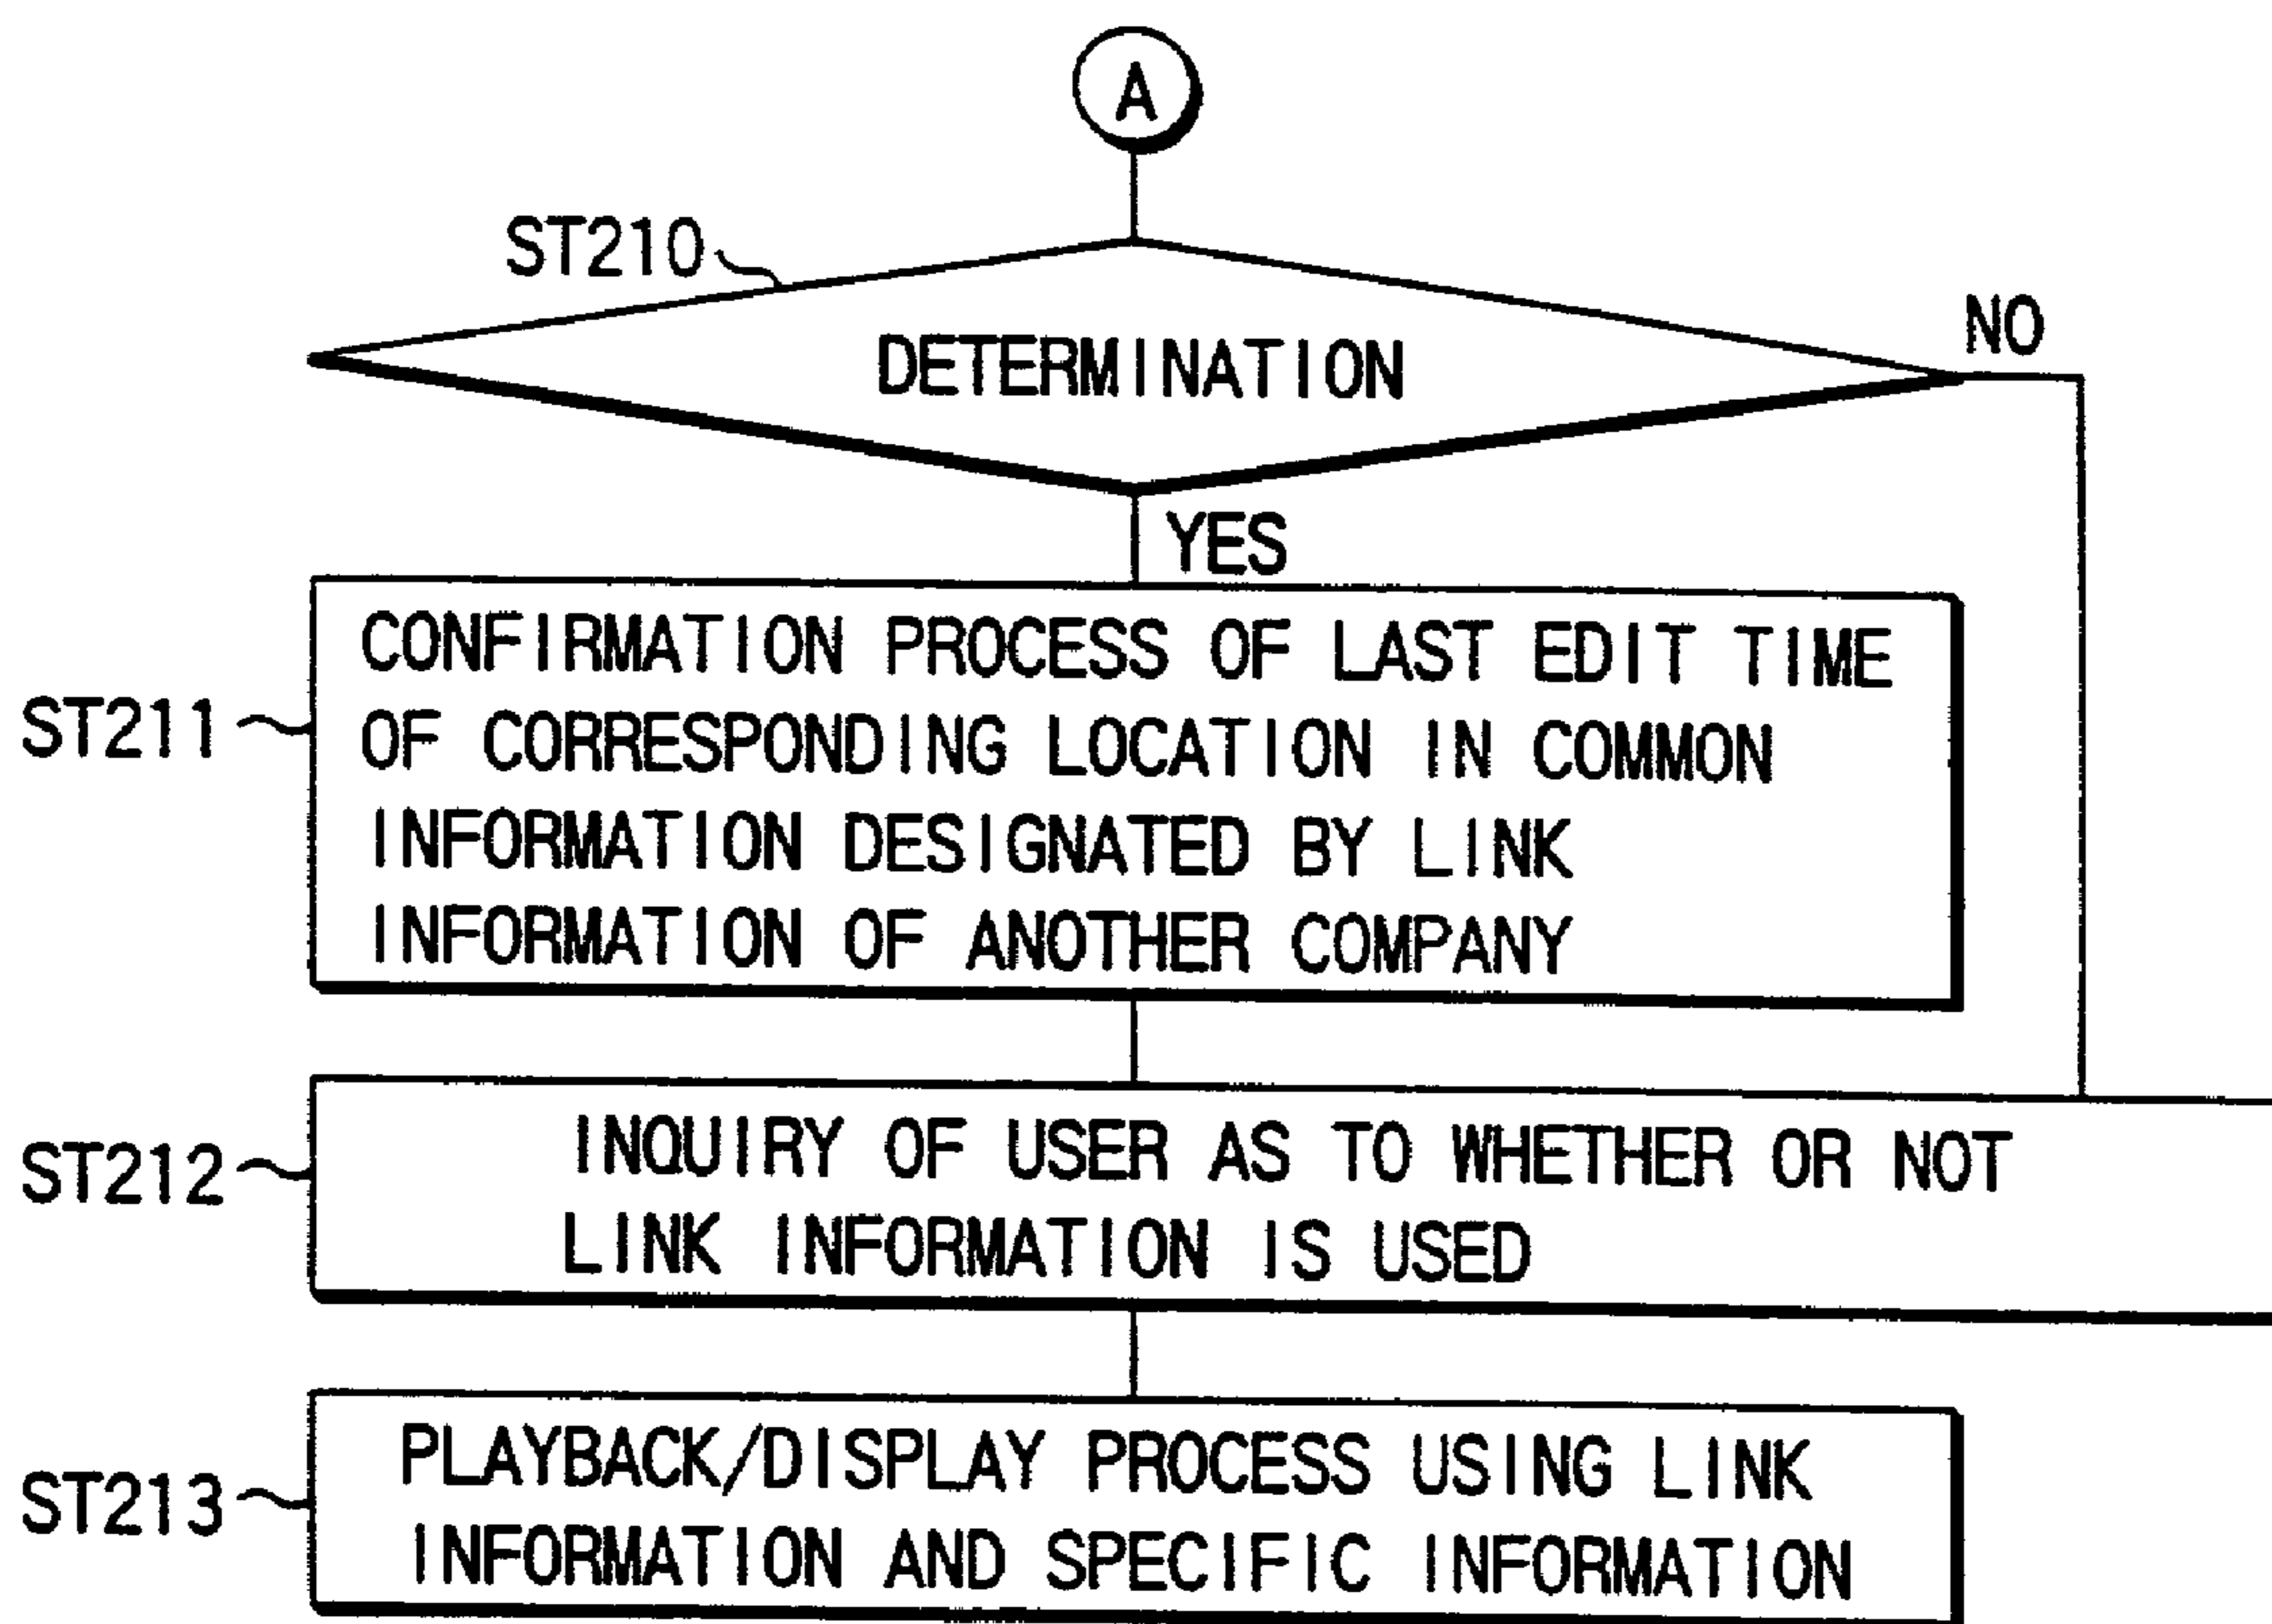 A
ST210
DETERMINATION
NO
YES
ST211
CONFIRMATION PROCESS OF LAST EDIT TIME
OF CORRESPONDING LOCATION IN COMMON
INFORMATION DESIGNATED BY LINK
INFORMATION OF ANOTHER COMPANY
ST212
INQUIRY OF USER AS TO WHETHER OR NOT
LINK INFORMATION IS USED
ST213
PLAYBACK/DISPLAY PROCESS USING LINK
INFORMATION AND SPECIFIC INFORMATION